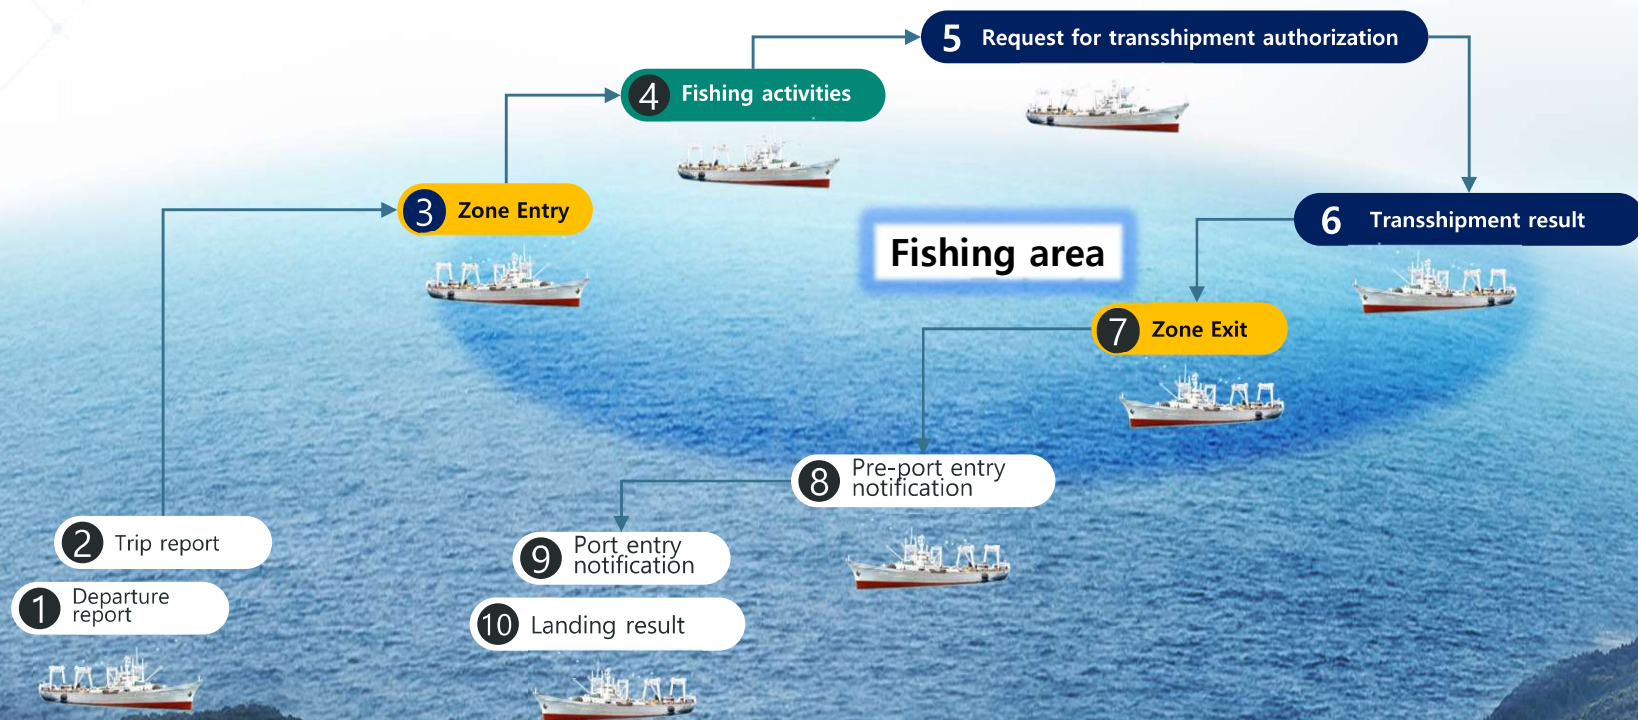 1 Departure
report
2 Trip report
3 Zone Entry
4 Fishing activities
5 Request for transshipment authorization
6 Transshipment result
Fishing area
7 Zone Exit
8 Pre-port entry
notification
9 Port entry
notification
10 Landing result